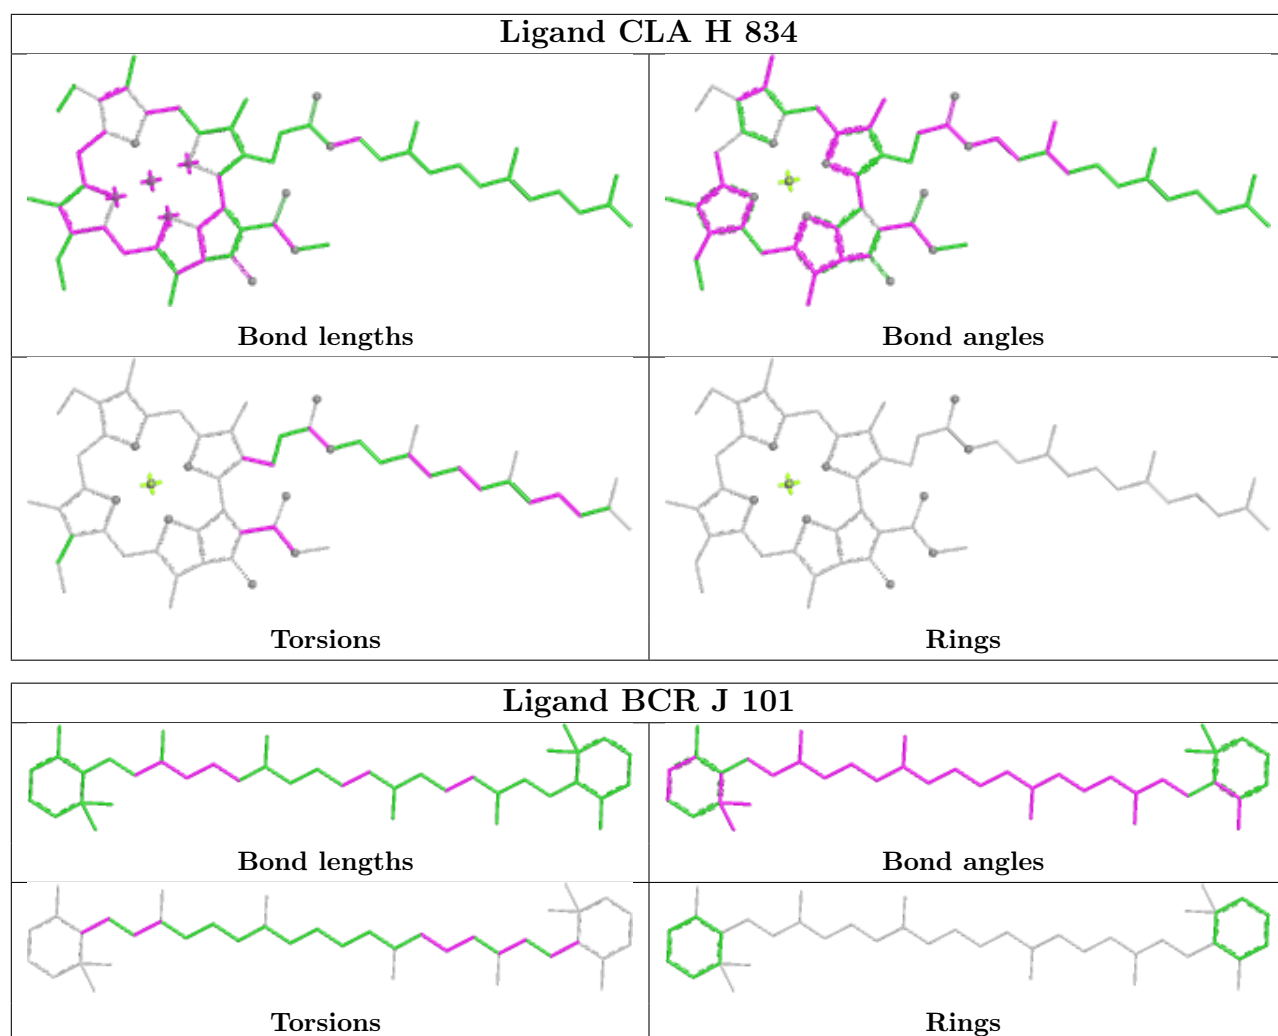 Ligand CLA H 834
Bond lengths
Bond angles
Torsions
Rings
Ligand BCR J 101
Bond lengths
Bond angles
Torsions
Rings